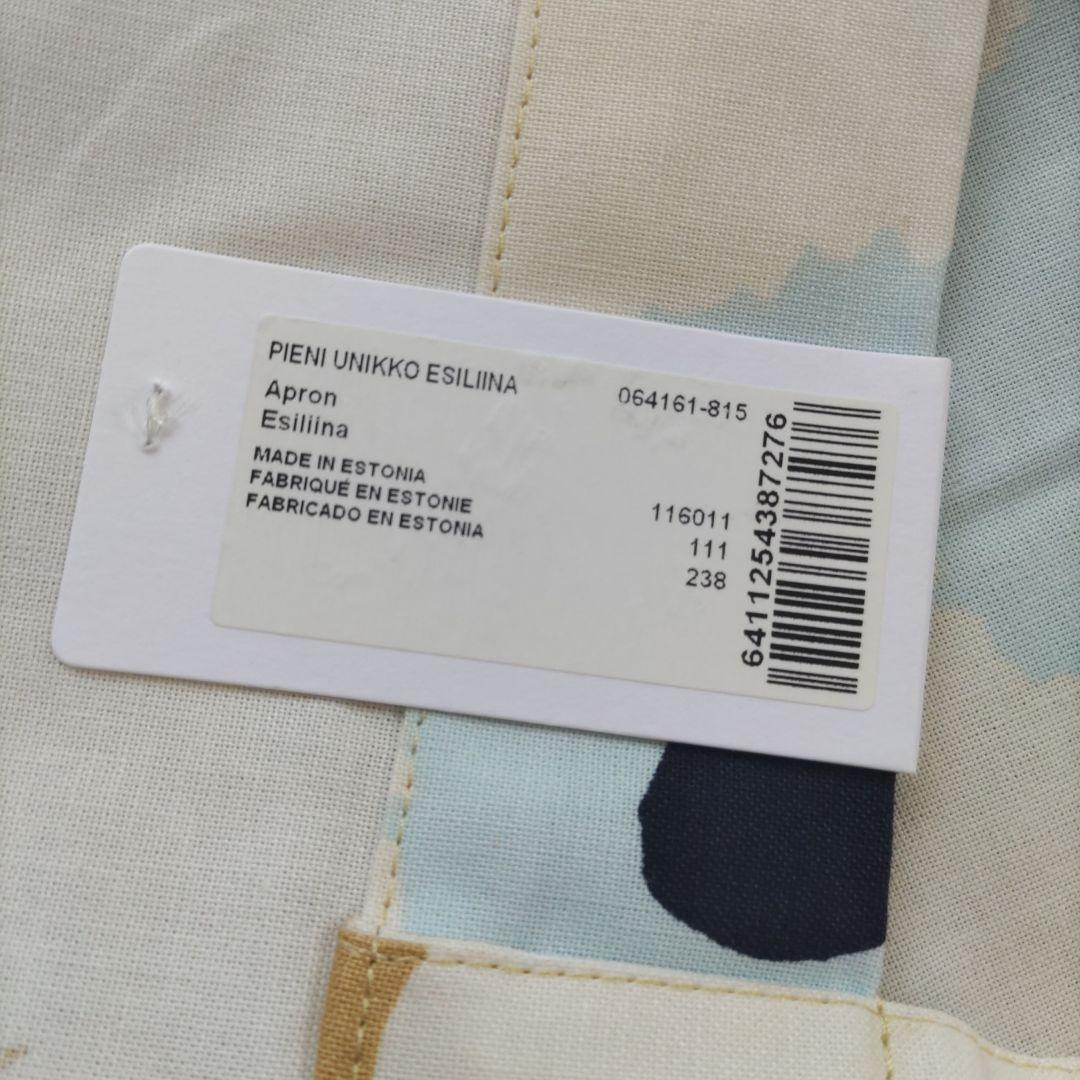 PIENI UNIKKO ESILIINA
064161-815
Apron
Esiliina
MADE IN ESTONIA
FABRIQUÉ EN ESTONIE
FABRICADO EN ESTONIA
116011
111
238
6411254387276